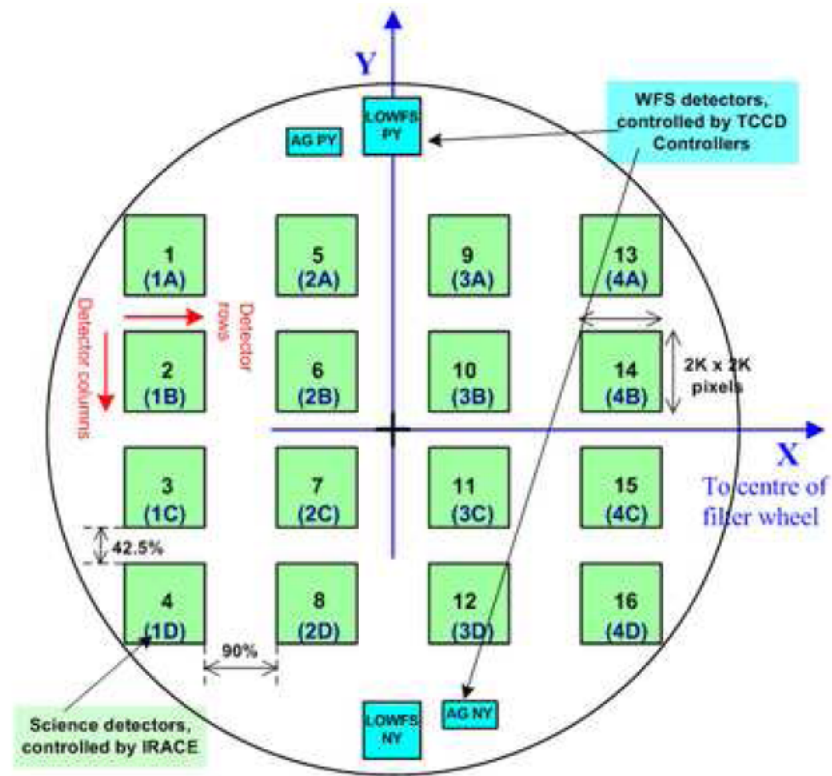 Y
LOWFS
PY
AG PY
WFS detectors,
controlled by TCCD
Controllers
1
(1A)
5
(2A)
9
(3A)
13
(4A)
Detector
rows
Detector columns
2
(1B)
6
(2B)
10
(3B)
14
(4B)
2K x 2K
pixels
X
To centre of
filter wheel
3
(1C)
7
(2C)
11
(3C)
15
(4C)
42.5%
4
(1D)
8
(2D)
12
(3D)
16
(4D)
90%
LOWFS
NY
AG NY
Science detectors,
controlled by IRACE